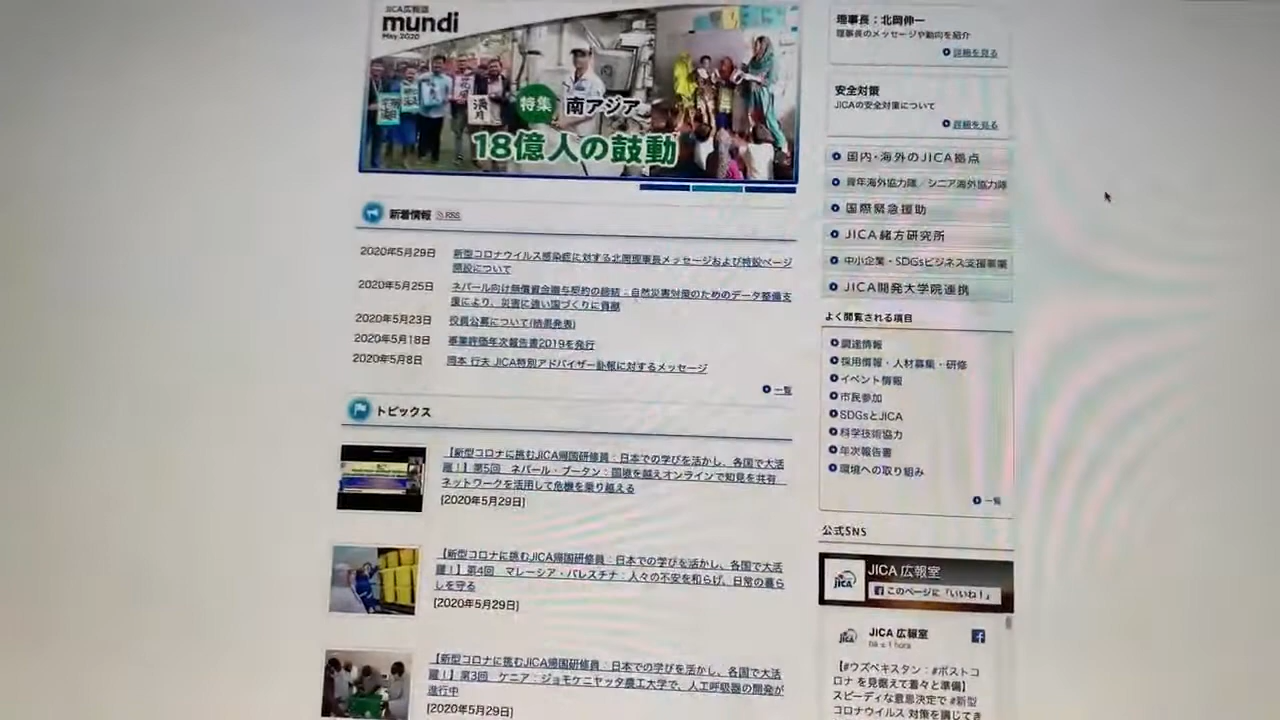 JICA広報誌
mundi
May 2020
特集 南アジア
18億人の鼓動
新着情報 RSS
2020年5月29日 新型コロナウイルス感染症に対する北岡理事長メッセージおよび特設ページ
開設について
2020年5月25日 ネパール向け無償資金贈与契約の締結:自然災害対策のためのデータ整備支
援により、災害に強い国づくりに貢献
2020年5月23日 役員公募について(結果発表)
2020年5月18日 事業評価年次報告書2019を発行
2020年5月8日 岡本 行夫 JICA特別アドバイザー訃報に対するメッセージ
一覧
トピックス
【新型コロナに挑むJICA帰国研修員:日本での学びを活かし、各国で大活
躍!】第5回 ネパール・ブータン:国境を越えオンラインで知見を共有
ネットワークを活用して危機を乗り越える
[2020年5月29日]
【新型コロナに挑むJICA帰国研修員:日本での学びを活かし、各国で大活
躍!】第4回 マレーシア・パレスチナ:人々の不安を和らげ、日常の暮ら
しを守る
[2020年5月29日]
【新型コロナに挑むJICA帰国研修員:日本での学びを活かし、各国で大活
躍!】第3回 ケニア:ジョモケニヤッタ農工大学で、人工呼吸器の開発が
進行中
[2020年5月29日]
理事長:北岡伸一
理事長のメッセージや動向を紹介
詳細を見る
安全対策
JICAの安全対策について
詳細を見る
国内・海外のJICA拠点
青年海外協力隊/シニア海外協力隊
国際緊急援助
JICA緒方研究所
中小企業・SDGsビジネス支援事業
JICA開発大学院連携
よく閲覧される項目
調達情報
採用情報・人材募集・研修
イベント情報
市民参加
SDGsとJICA
科学技術協力
年次報告書
環境への取り組み
一覧
公式SNS
JICA
JICA 広報室
このページに「いいね!」
JICA
JICA 広報室
há ± 1 hora
【#ウズベキスタン:#ポストコ
ロナ を見据えて着々と準備】
スピーディな意思決定で #新型
コロナウイルス 対策を講じてき